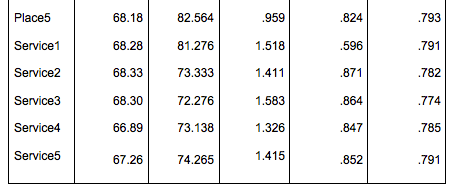 Place5 68.18 82.564 .959 .824 .793
Service1 68.28 81.276 1.518 .596 .791
Service2 68.33 73.333 1.411 .871 .782
Service3 68.30 72.276 1.583 .864 .774
Service4 66.89 73.138 1.326 .847 .785
Service5 67.26 74.265 1.415 .852 .791